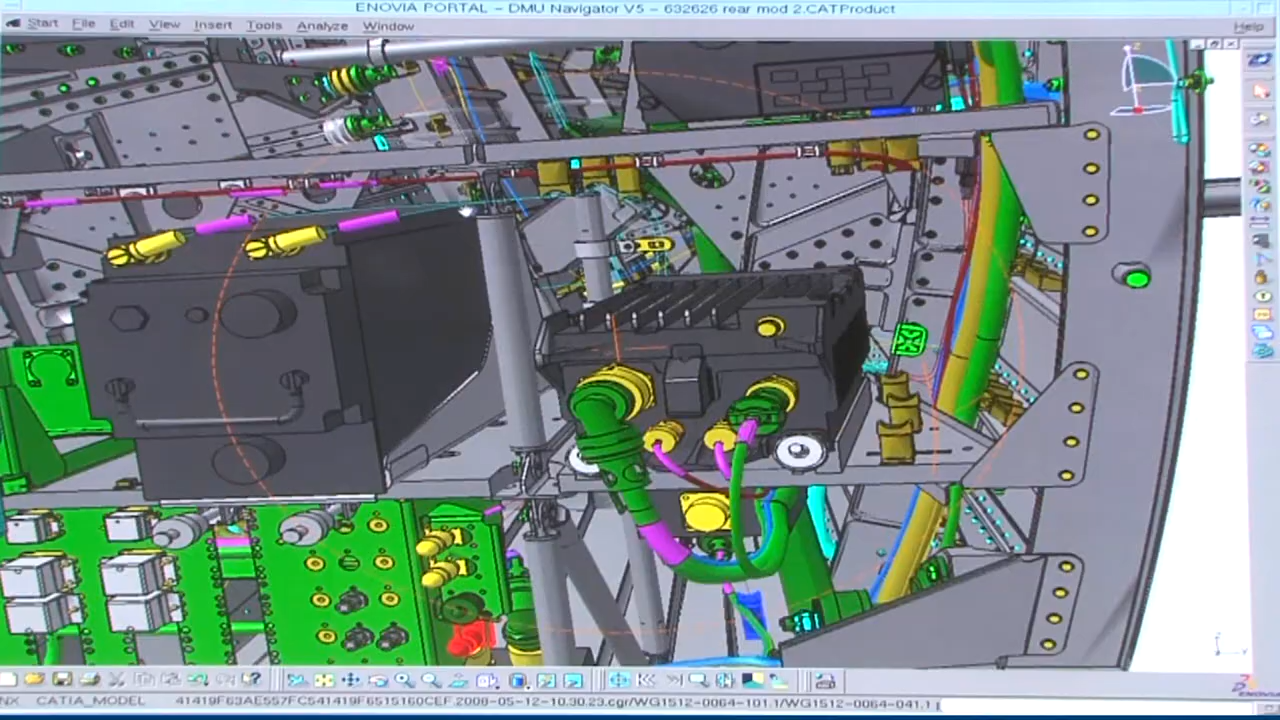 ENOVIA PORTAL – DMU Navigator V5 – 632626 rear mod 2.CATProduct
Start File Edit View Insert Tools Analyze Window Help
NX CATIA_MODEL 41419F63AE557FC541419F6515160CEF.2008-05-12-10.30.23.cgr/WG1512-0064-101.1/WG1512-0064-041.1